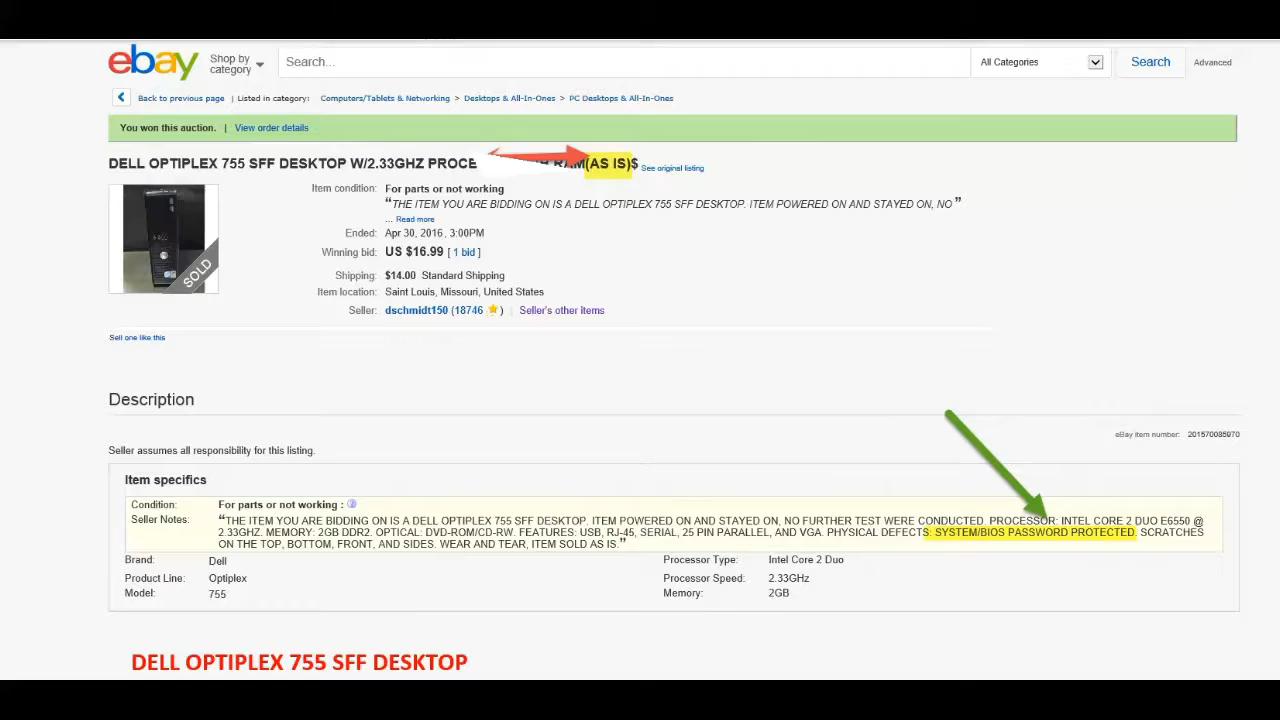 ebay
Shop by category
Search...
All Categories
Search
Advanced
Back to previous page | Listed in category: Computers/Tablets & Networking > Desktops & All-In-Ones > PC Desktops & All-In-Ones
You won this auction. | View order details
DELL OPTIPLEX 755 SFF DESKTOP W/2.33GHZ PROCE RAM(AS IS)$ See original listing
Item condition: For parts or not working
“THE ITEM YOU ARE BIDDING ON IS A DELL OPTIPLEX 755 SFF DESKTOP. ITEM POWERED ON AND STAYED ON, NO ”
... Read more
Ended: Apr 30, 2016, 3:00PM
Winning bid: US $16.99 [ 1 bid ]
SOLD
Shipping: $14.00 Standard Shipping
Item location: Saint Louis, Missouri, United States
Seller: dschmidt150 (18746 ) | Seller's other items
Sell one like this
Description
eBay item number: 201570085970
Seller assumes all responsibility for this listing.
Item specifics
Condition: For parts or not working :
Seller Notes: “THE ITEM YOU ARE BIDDING ON IS A DELL OPTIPLEX 755 SFF DESKTOP. ITEM POWERED ON AND STAYED ON, NO FURTHER TEST WERE CONDUCTED. PROCESSOR: INTEL CORE 2 DUO E6550 @
2.33GHZ. MEMORY: 2GB DDR2. OPTICAL: DVD-ROM/CD-RW. FEATURES: USB, RJ-45, SERIAL, 25 PIN PARALLEL, AND VGA. PHYSICAL DEFECTS: SYSTEM/BIOS PASSWORD PROTECTED. SCRATCHES
ON THE TOP, BOTTOM, FRONT, AND SIDES. WEAR AND TEAR, ITEM SOLD AS IS.”
Brand: Dell Processor Type: Intel Core 2 Duo
Product Line: Optiplex Processor Speed: 2.33GHz
Model: 755 Memory: 2GB
DELL OPTIPLEX 755 SFF DESKTOP